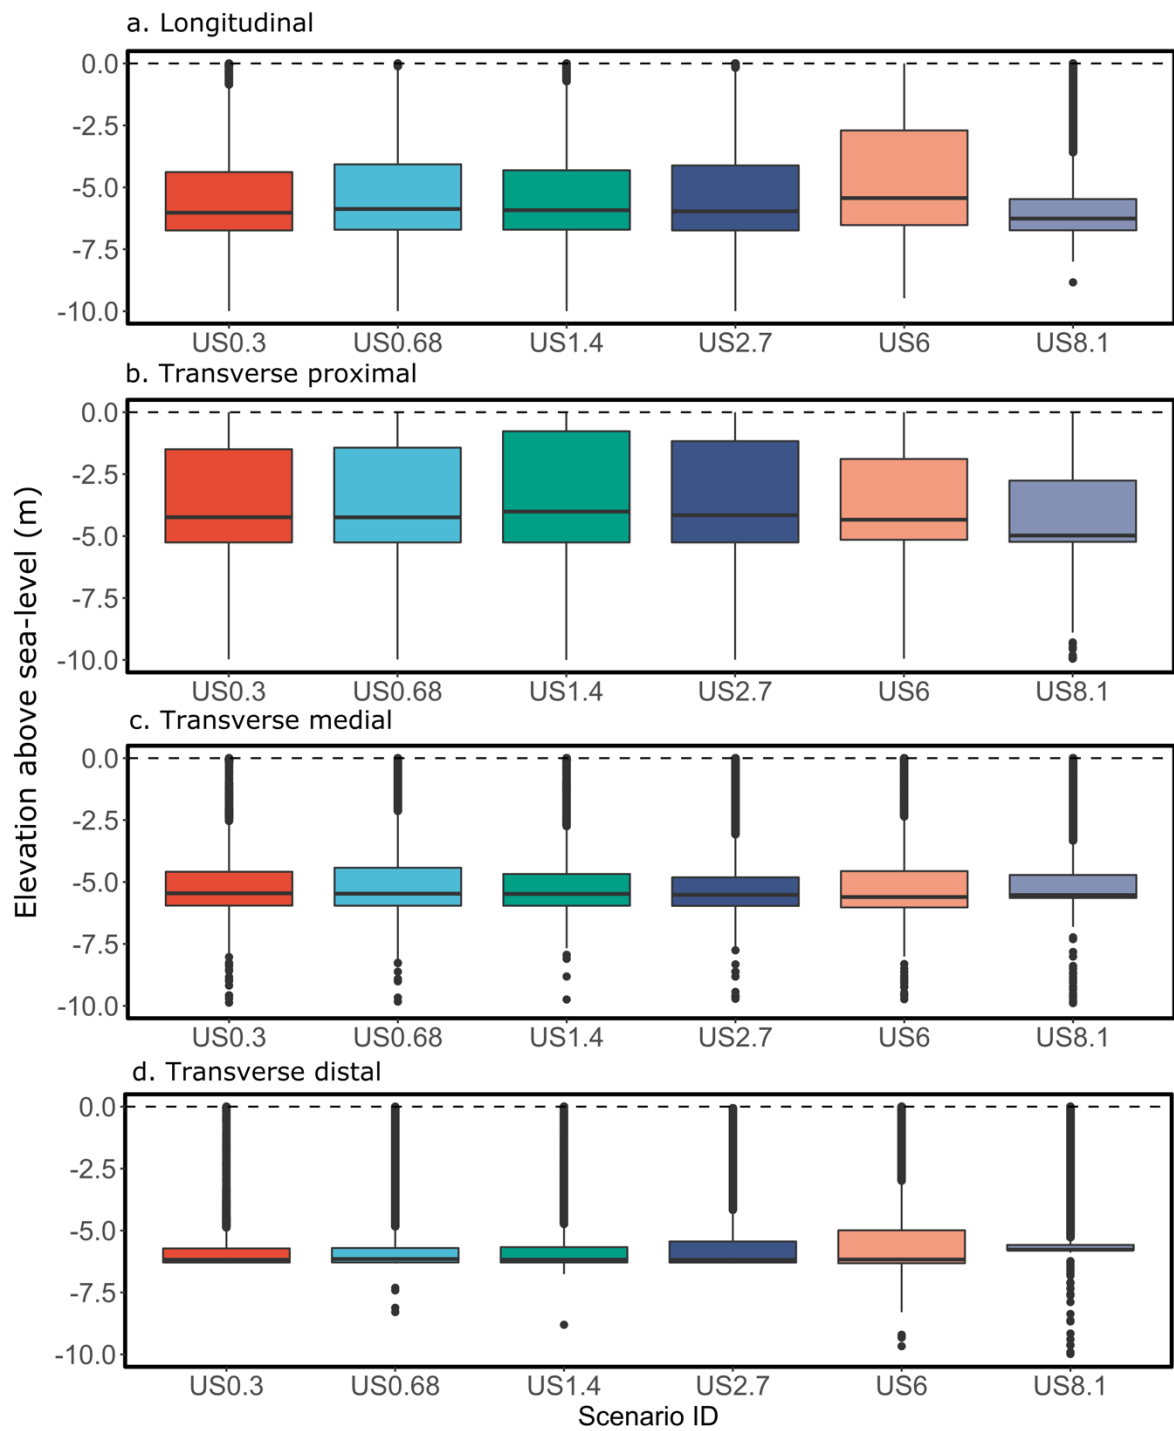 a. Longitudinal
0.0
-2.5
-5.0
-7.5
-10.0
US0.3 US0.68 US1.4 US2.7 US6 US8.1
b. Transverse proximal
0.0
-2.5
-5.0
-7.5
-10.0
US0.3 US0.68 US1.4 US2.7 US6 US8.1
Elevation above sea-level (m)
c. Transverse medial
0.0
-2.5
-5.0
-7.5
-10.0
US0.3 US0.68 US1.4 US2.7 US6 US8.1
d. Transverse distal
0.0
-2.5
-5.0
-7.5
-10.0
US0.3 US0.68 US1.4 US2.7 US6 US8.1
Scenario ID